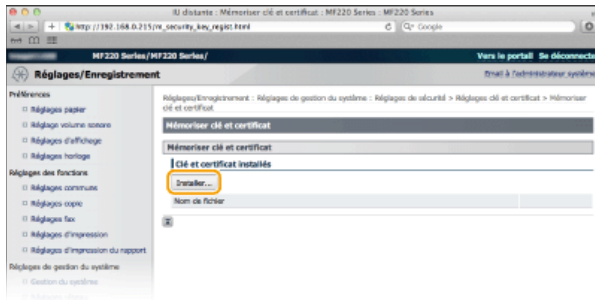 IU distante : Mémoriser clé et certificat : MF220 Series : MF220 Series
http://192.168.0.215/m_security_key_regist.html
Google
MF220 Series/MF220 Series/
Vers le portail Se déconnecter
Réglages/Enregistrement
Email à l'administrateur système
Préférences
Réglages/Enregistrement : Réglages de gestion du système : Réglages de sécurité > Réglages clé et certificat > Mémoriser
clé et certificat
Réglages papier
Réglage volume sonore
Mémoriser clé et certificat
Réglages d'affichage
Mémoriser clé et certificat
Réglages horloge
Clé et certificat installés
Réglages des fonctions
Installer...
Réglages communs
Réglages copie
Nom de fichier
Réglages fax
Réglages d'impression
Réglages d'impression du rapport
Réglages de gestion du système
Gestion du système